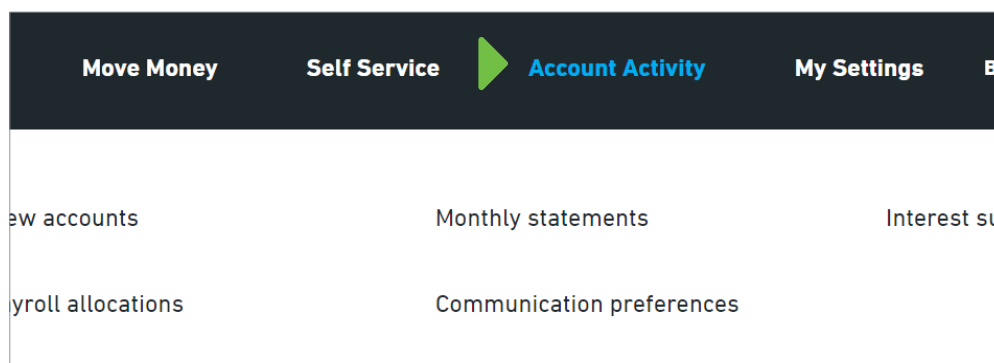 Move Money Self Service Account Activity My Settings
accounts Monthly statements Interest
allocations Communication preferences